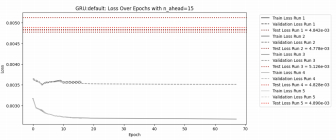 GRU:default: Loss Over Epochs with n_ahead=15
Train Loss Run 1
Validation Loss Run 1
Test Loss Run 1 = 4.842e-03
Train Loss Run 2
Validation Loss Run 2
Test Loss Run 2 = 4.778e-03
Train Loss Run 3
Validation Loss Run 3
Test Loss Run 3 = 5.126e-03
Train Loss Run 4
Validation Loss Run 4
Test Loss Run 4 = 4.828e-03
Train Loss Run 5
Validation Loss Run 5
Test Loss Run 5 = 4.890e-03
0.0050
0.0045
0.0040
0.0035
0.0030
Loss
0 10 20 30 40 50 60 70
Epoch